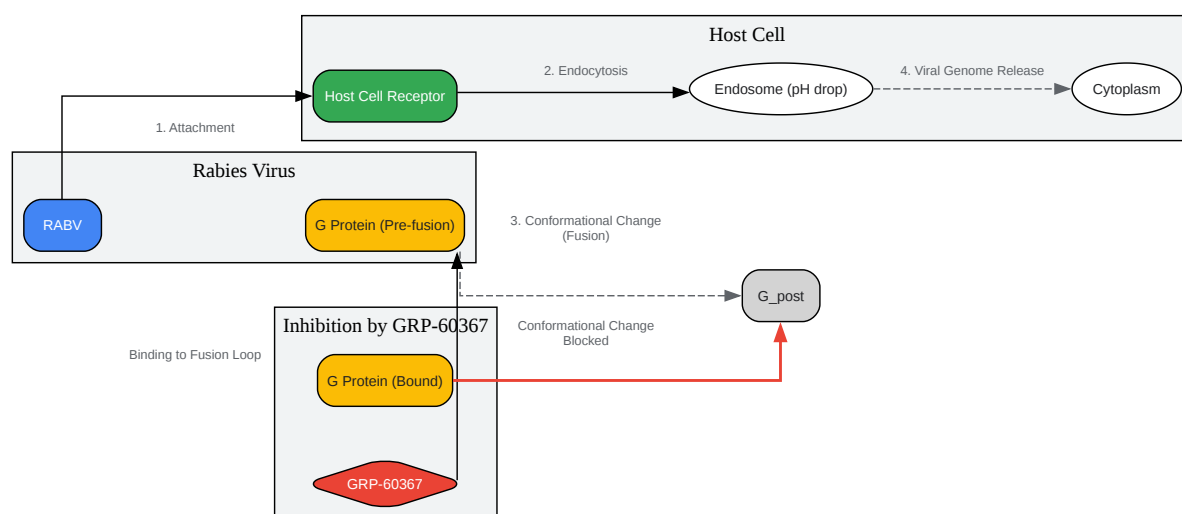 Host Cell
Host Cell Receptor
2. Endocytosis
Endosome (pH drop)
4. Viral Genome Release
Cytoplasm
1. Attachment
Rabies Virus
RABV
G Protein (Pre-fusion)
3. Conformational Change
(Fusion)
G_post
Inhibition by GRP-60367
Conformational Change
Blocked
Binding to Fusion Loop
G Protein (Bound)
GRP-60367